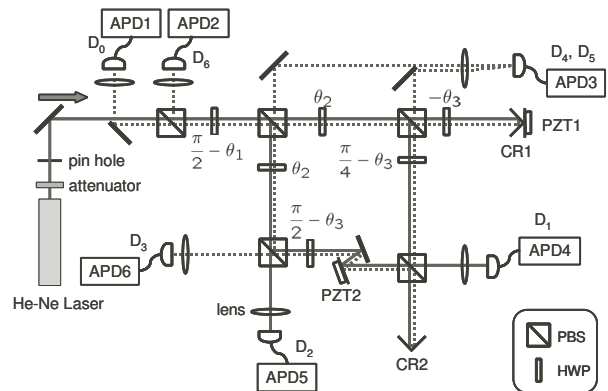 APD1
APD2
D₀
D₆
D₄, D₅
APD3
θ₂
-θ₃
PZT1
CR1
π/2 - θ₁
π/4 - θ₃
θ₂
pin hole
attenuator
π/2 - θ₃
D₃
APD6
D₁
APD4
PZT2
He-Ne Laser
lens
D₂
APD5
CR2
PBS
HWP